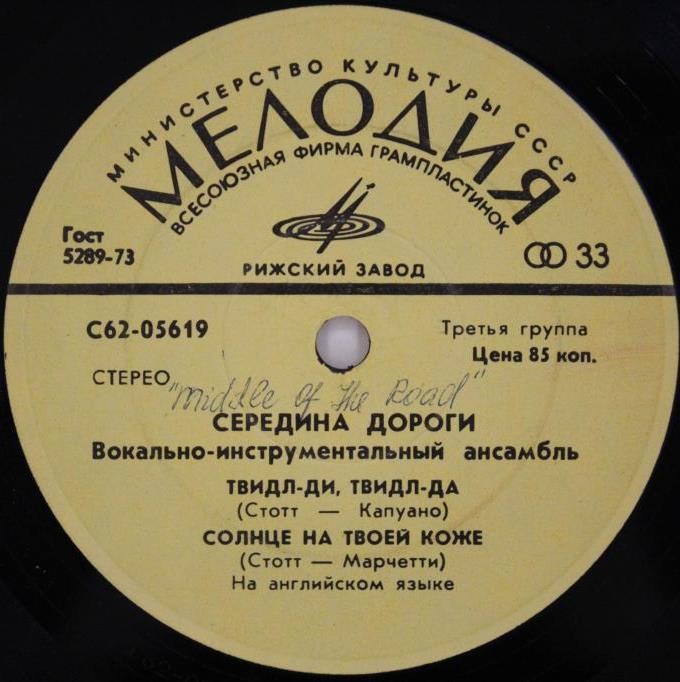 МИНИСТЕРСТВО КУЛЬТУРЫ СССР
МЕЛОДИЯ
ВСЕСОЮЗНАЯ ФИРМА ГРАМПЛАСТИНОК
Гост
5289-73
РИЖСКИЙ ЗАВОД
33
С62-05619
Третья группа
Цена 85 коп.
СТЕРЕО
"Middle of the Road"
СЕРЕДИНА ДОРОГИ
Вокально-инструментальный ансамбль
ТВИДЛ-ДИ, ТВИДЛ-ДА
(Стотт — Капуано)
СОЛНЦЕ НА ТВОЕЙ КОЖЕ
(Стотт — Марчетти)
На английском языке